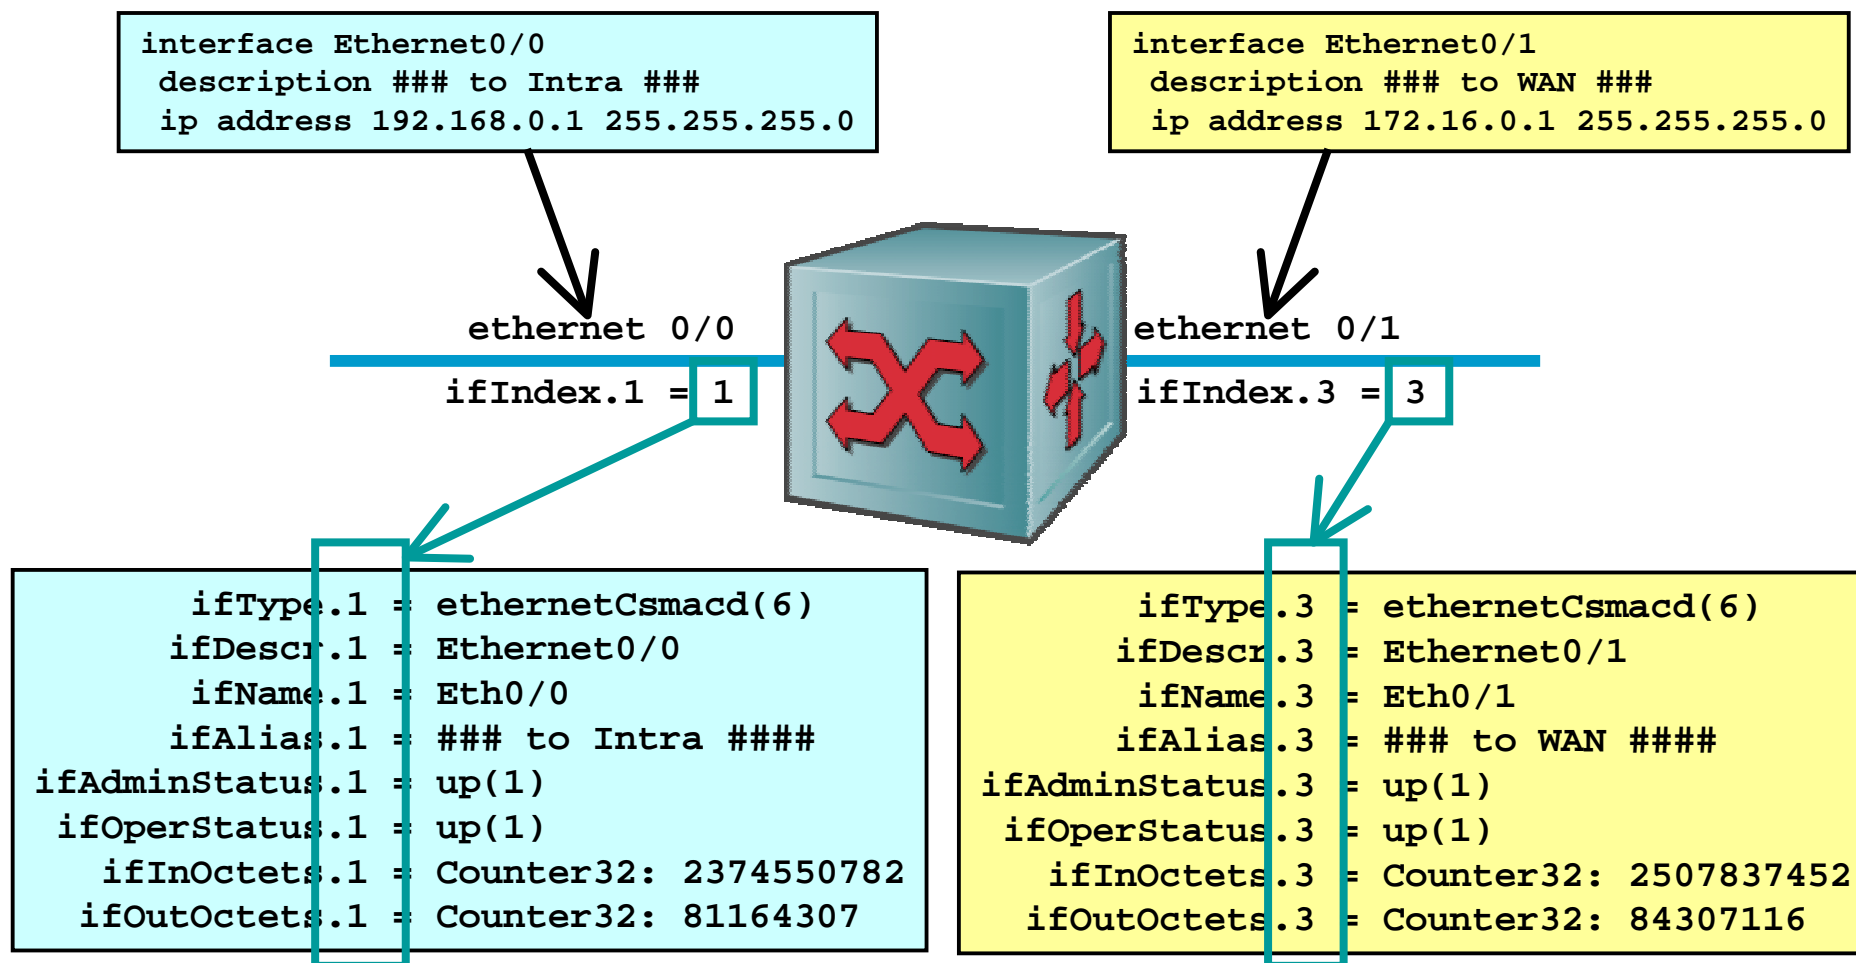 interface Ethernet0/0
description ### to Intra ###
ip address 192.168.0.1 255.255.255.0
interface Ethernet0/1
description ### to WAN ###
ip address 172.16.0.1 255.255.255.0
ethernet 0/0
ifIndex.1 = 1
ethernet 0/1
ifIndex.3 = 3
ifType.1 = ethernetCsmacd(6)
ifDescr.1 = Ethernet0/0
ifName.1 = Eth0/0
ifAlias.1 = ### to Intra ####
ifAdminStatus.1 = up(1)
ifOperStatus.1 = up(1)
ifInOctets.1 = Counter32: 2374550782
ifOutOctets.1 = Counter32: 81164307
ifType.3 = ethernetCsmacd(6)
ifDescr.3 = Ethernet0/1
ifName.3 = Eth0/1
ifAlias.3 = ### to WAN ####
ifAdminStatus.3 = up(1)
ifOperStatus.3 = up(1)
ifInOctets.3 = Counter32: 2507837452
ifOutOctets.3 = Counter32: 84307116